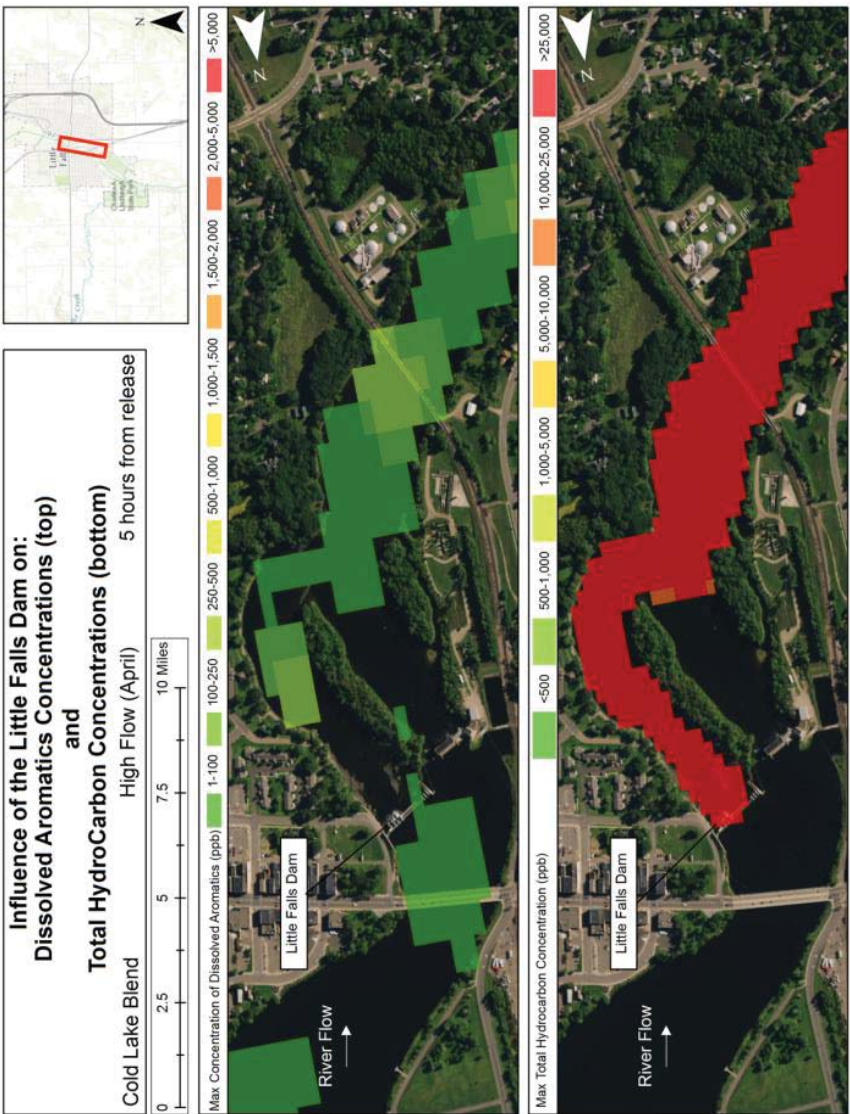 Influence of the Little Falls Dam on:
Dissolved Aromatics Concentrations (top)
and
Total HydroCarbon Concentrations (bottom)
Cold Lake Blend High Flow (April) 5 hours from release
0 2.5 5 7.5 10 Miles
Little
N
Max Concentration of Dissolved Aromatics (ppb) 1-100 100-250 250-500 500-1,000 1,000-1,500 1,500-2,000 2,000-5,000 >5,000
N
Little Falls Dam
River Flow
Max Total Hydrocarbon Concentration (ppb) <500 500-1,000 1,000-5,000 5,000-10,000 10,000-25,000 >25,000
N
Little Falls Dam
River Flow